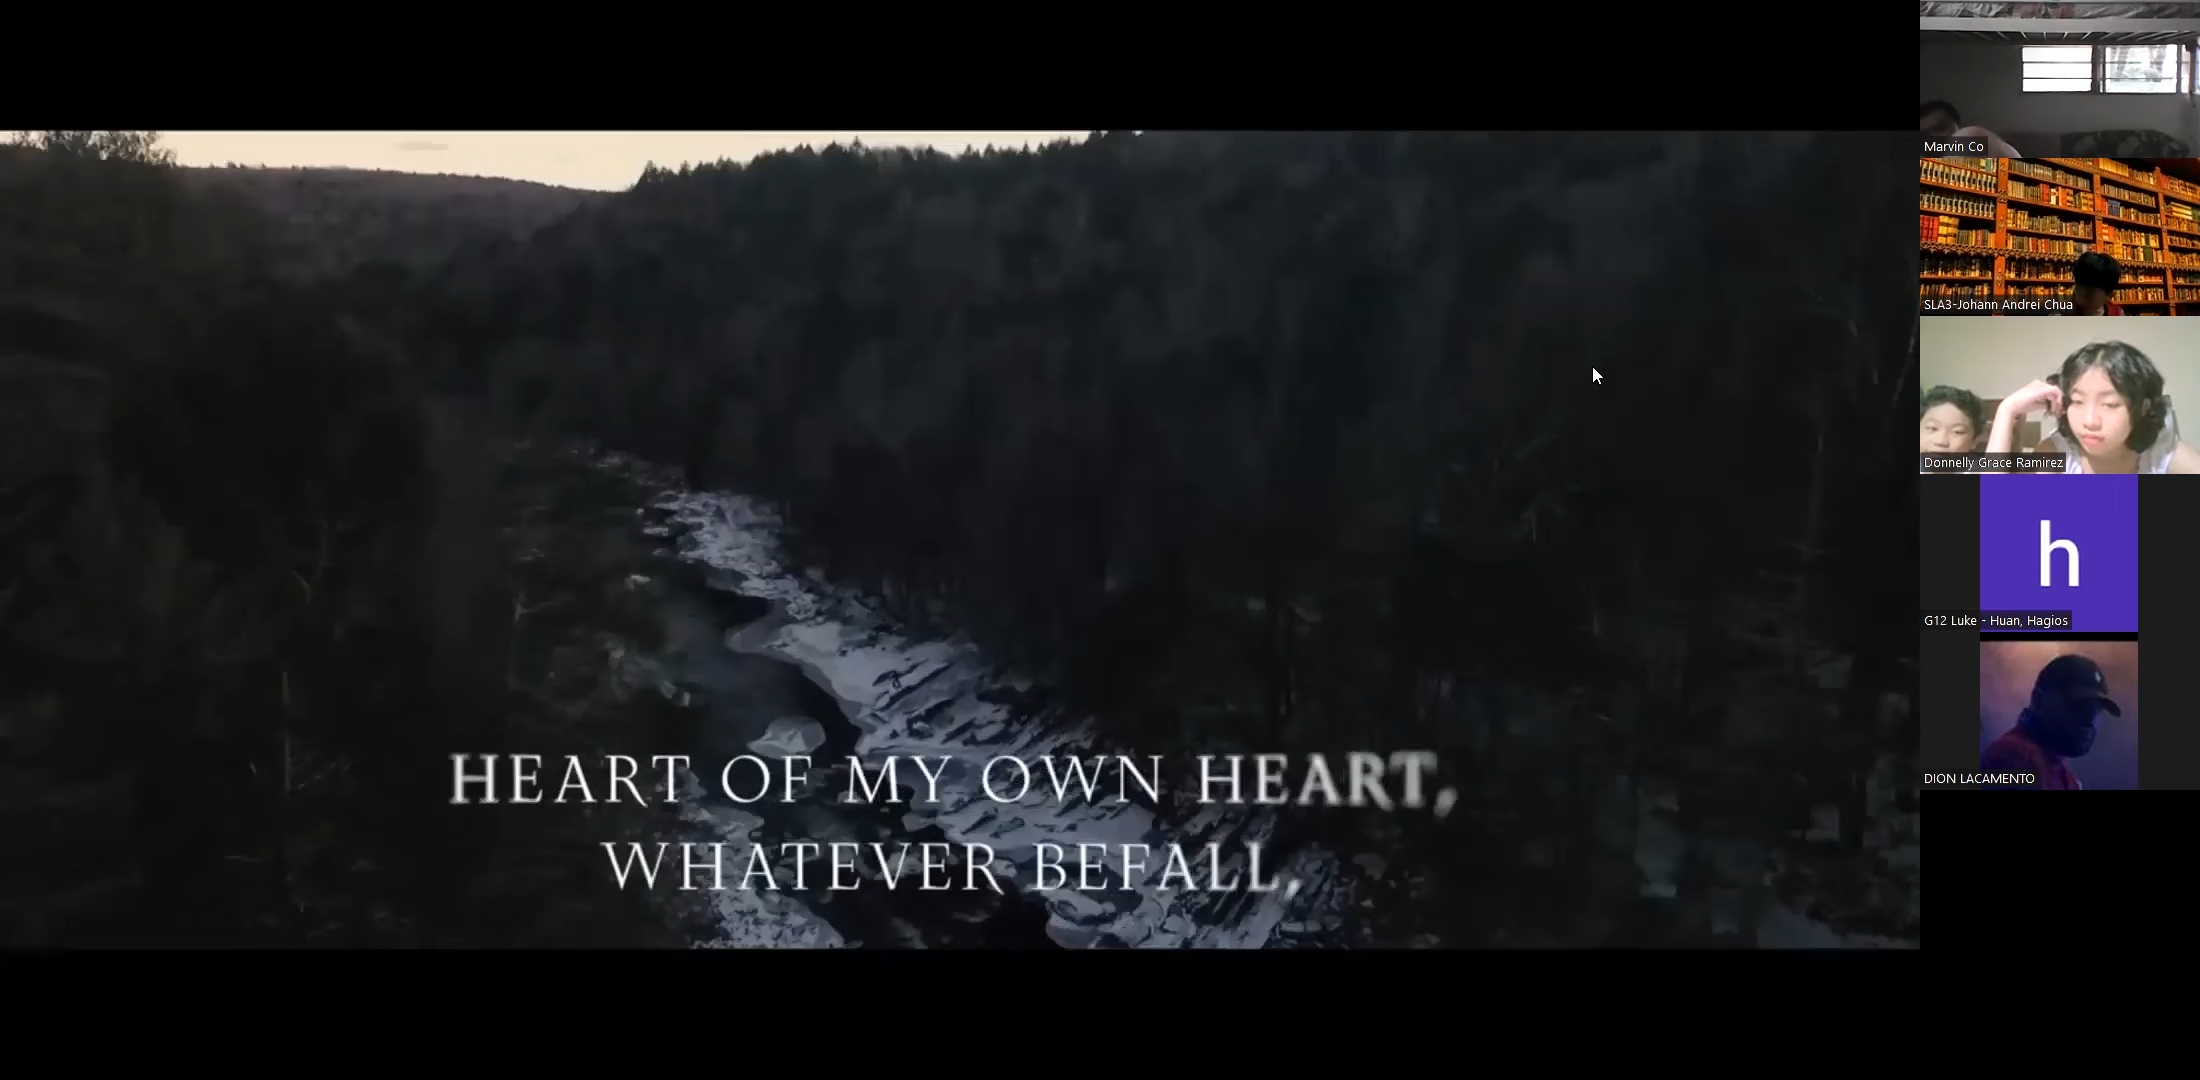 HEART OF MY OWN HEART,
WHATEVER BEFALL,
Marvin Co
SLA3-Johann Andrei Chua
Donnelly Grace Ramirez
h
G12 Luke - Huan, Hagios
DION LACAMENTO